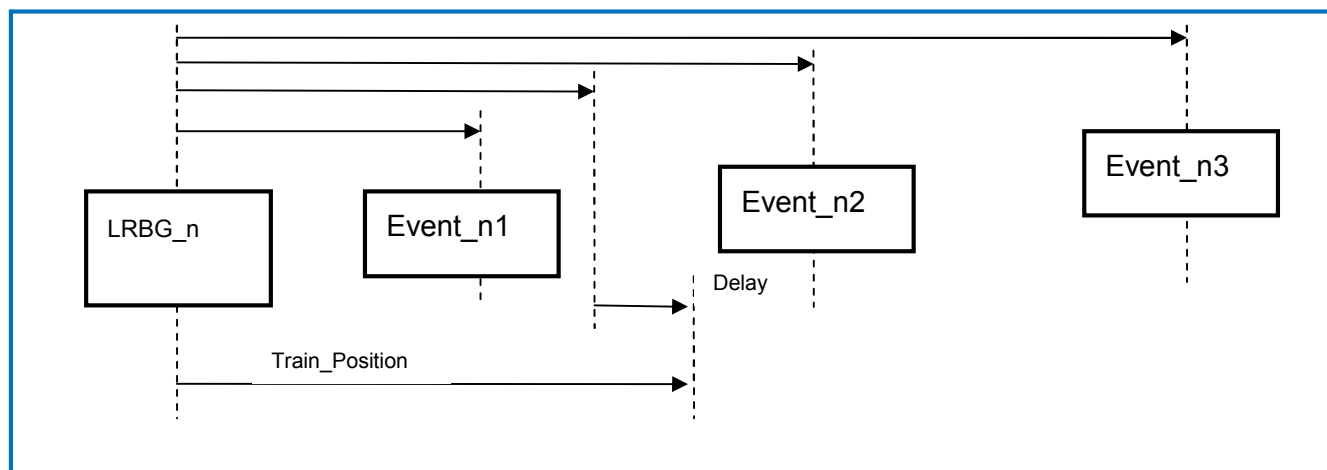 Event_n3
Event_n2
Event_n1
LRBG_n
Delay
Train_Position